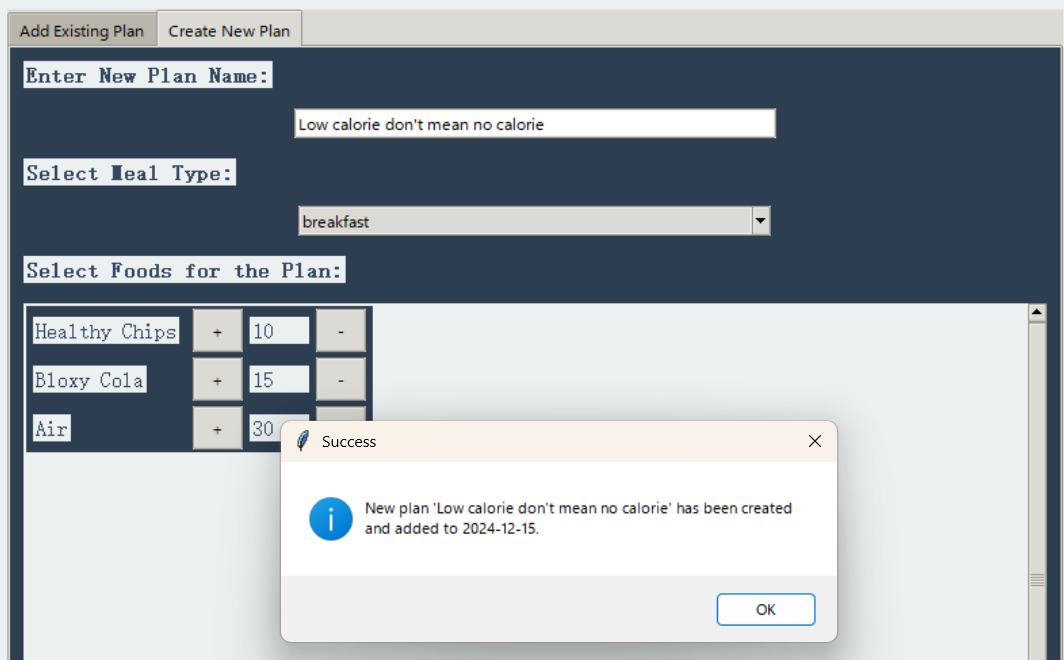 Add Existing Plan Create New Plan
Enter New Plan Name:
Low calorie don't mean no calorie
Select Meal Type:
breakfast
Select Foods for the Plan:
Healthy Chips + 10 -
Bloxy Cola + 15 -
Air + 30
Success
New plan 'Low calorie don't mean no calorie' has been created
and added to 2024-12-15.
OK